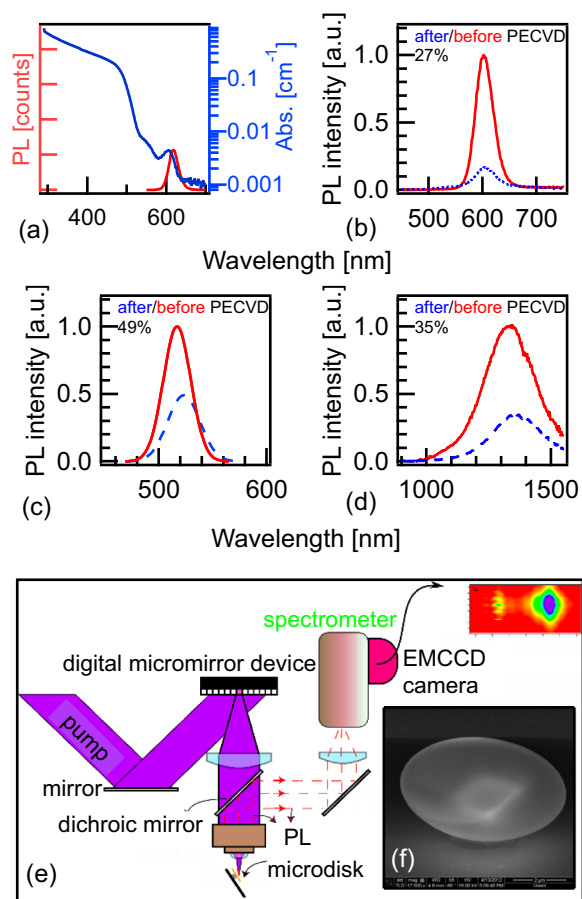 PL [counts]
400
600
0.1
0.01
0.001
Abs. [cm⁻¹]
(a)
PL intensity [a.u.]
after/before PECVD
27%
1.0
0.5
0.0
500
600
700
(b)
Wavelength [nm]
PL intensity [a.u.]
after/before PECVD
49%
1.0
0.5
0.0
500
600
(c)
PL intensity [a.u.]
after/before PECVD
35%
1.0
0.5
0.0
1000
1500
(d)
Wavelength [nm]
spectrometer
digital micromirror device
EMCCD
camera
pump
mirror
dichroic mirror
PL
microdisk
(e)
(f)